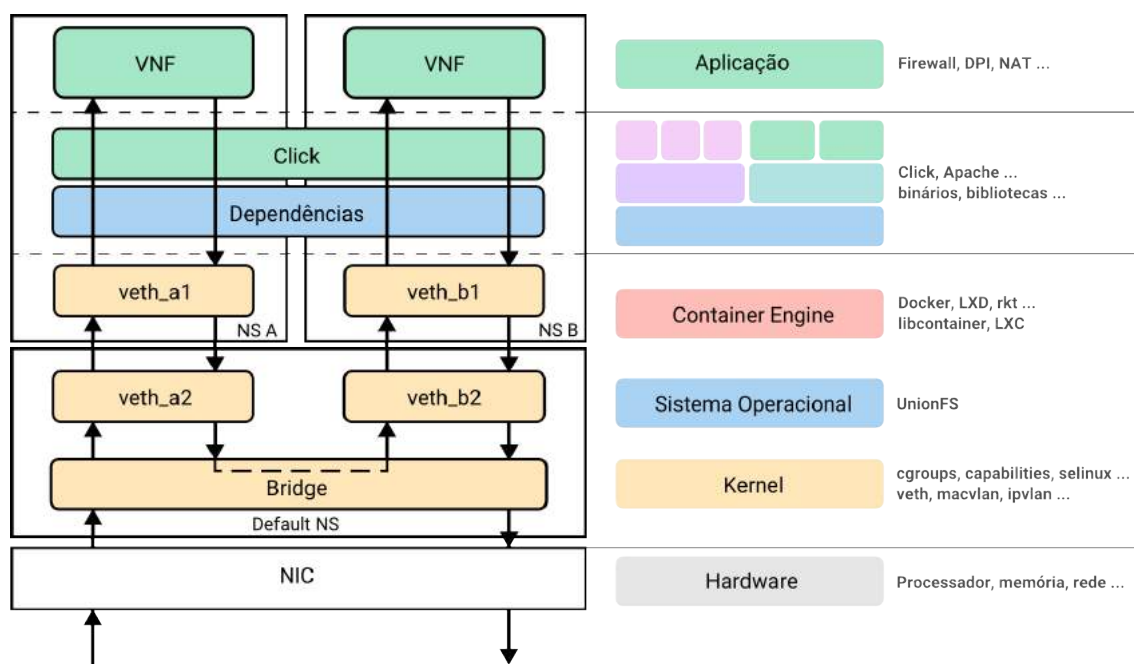 VNF
VNF
Click
Dependências
veth_a1
veth_b1
NS A
NS B
veth_a2
veth_b2
Bridge
Default NS
NIC
Aplicação
Firewall, DPI, NAT ...
Click, Apache ...
binários, bibliotecas ...
Container Engine
Docker, LXD, rkt ...
libcontainer, LXC
Sistema Operacional
UnionFS
Kernel
cgroups, capabilities, selinux ...
veth, macvlan, ipvlan ...
Hardware
Processador, memória, rede ...